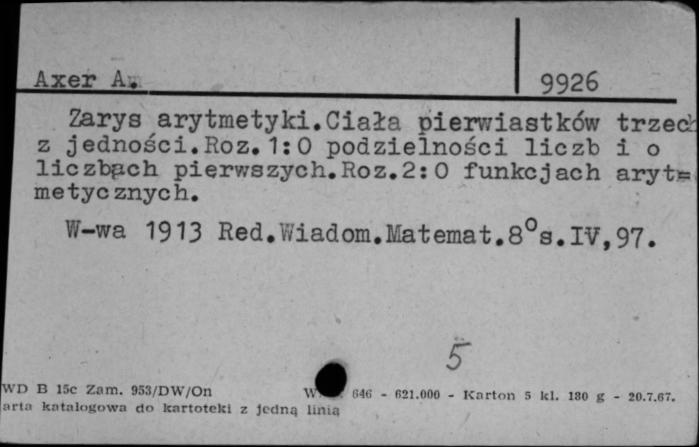 Axer A.
9926
Zarys arytmetyki.Ciała pierwiastków trzech
z jedności.Roz.1:O podzielności liczb i o
liczbach pierwszych.Roz.2:O funkcjach aryt=
metycznych.
W-wa 1913 Red.Wiadom.Matemat.8°s.IV,97.
5
WD B 15c Zam. 953/DW/On
646 - 621.000 - Karton 5 kl. 180 g - 20.7.67.
arta katalogowa do kartoteki z jedną linią